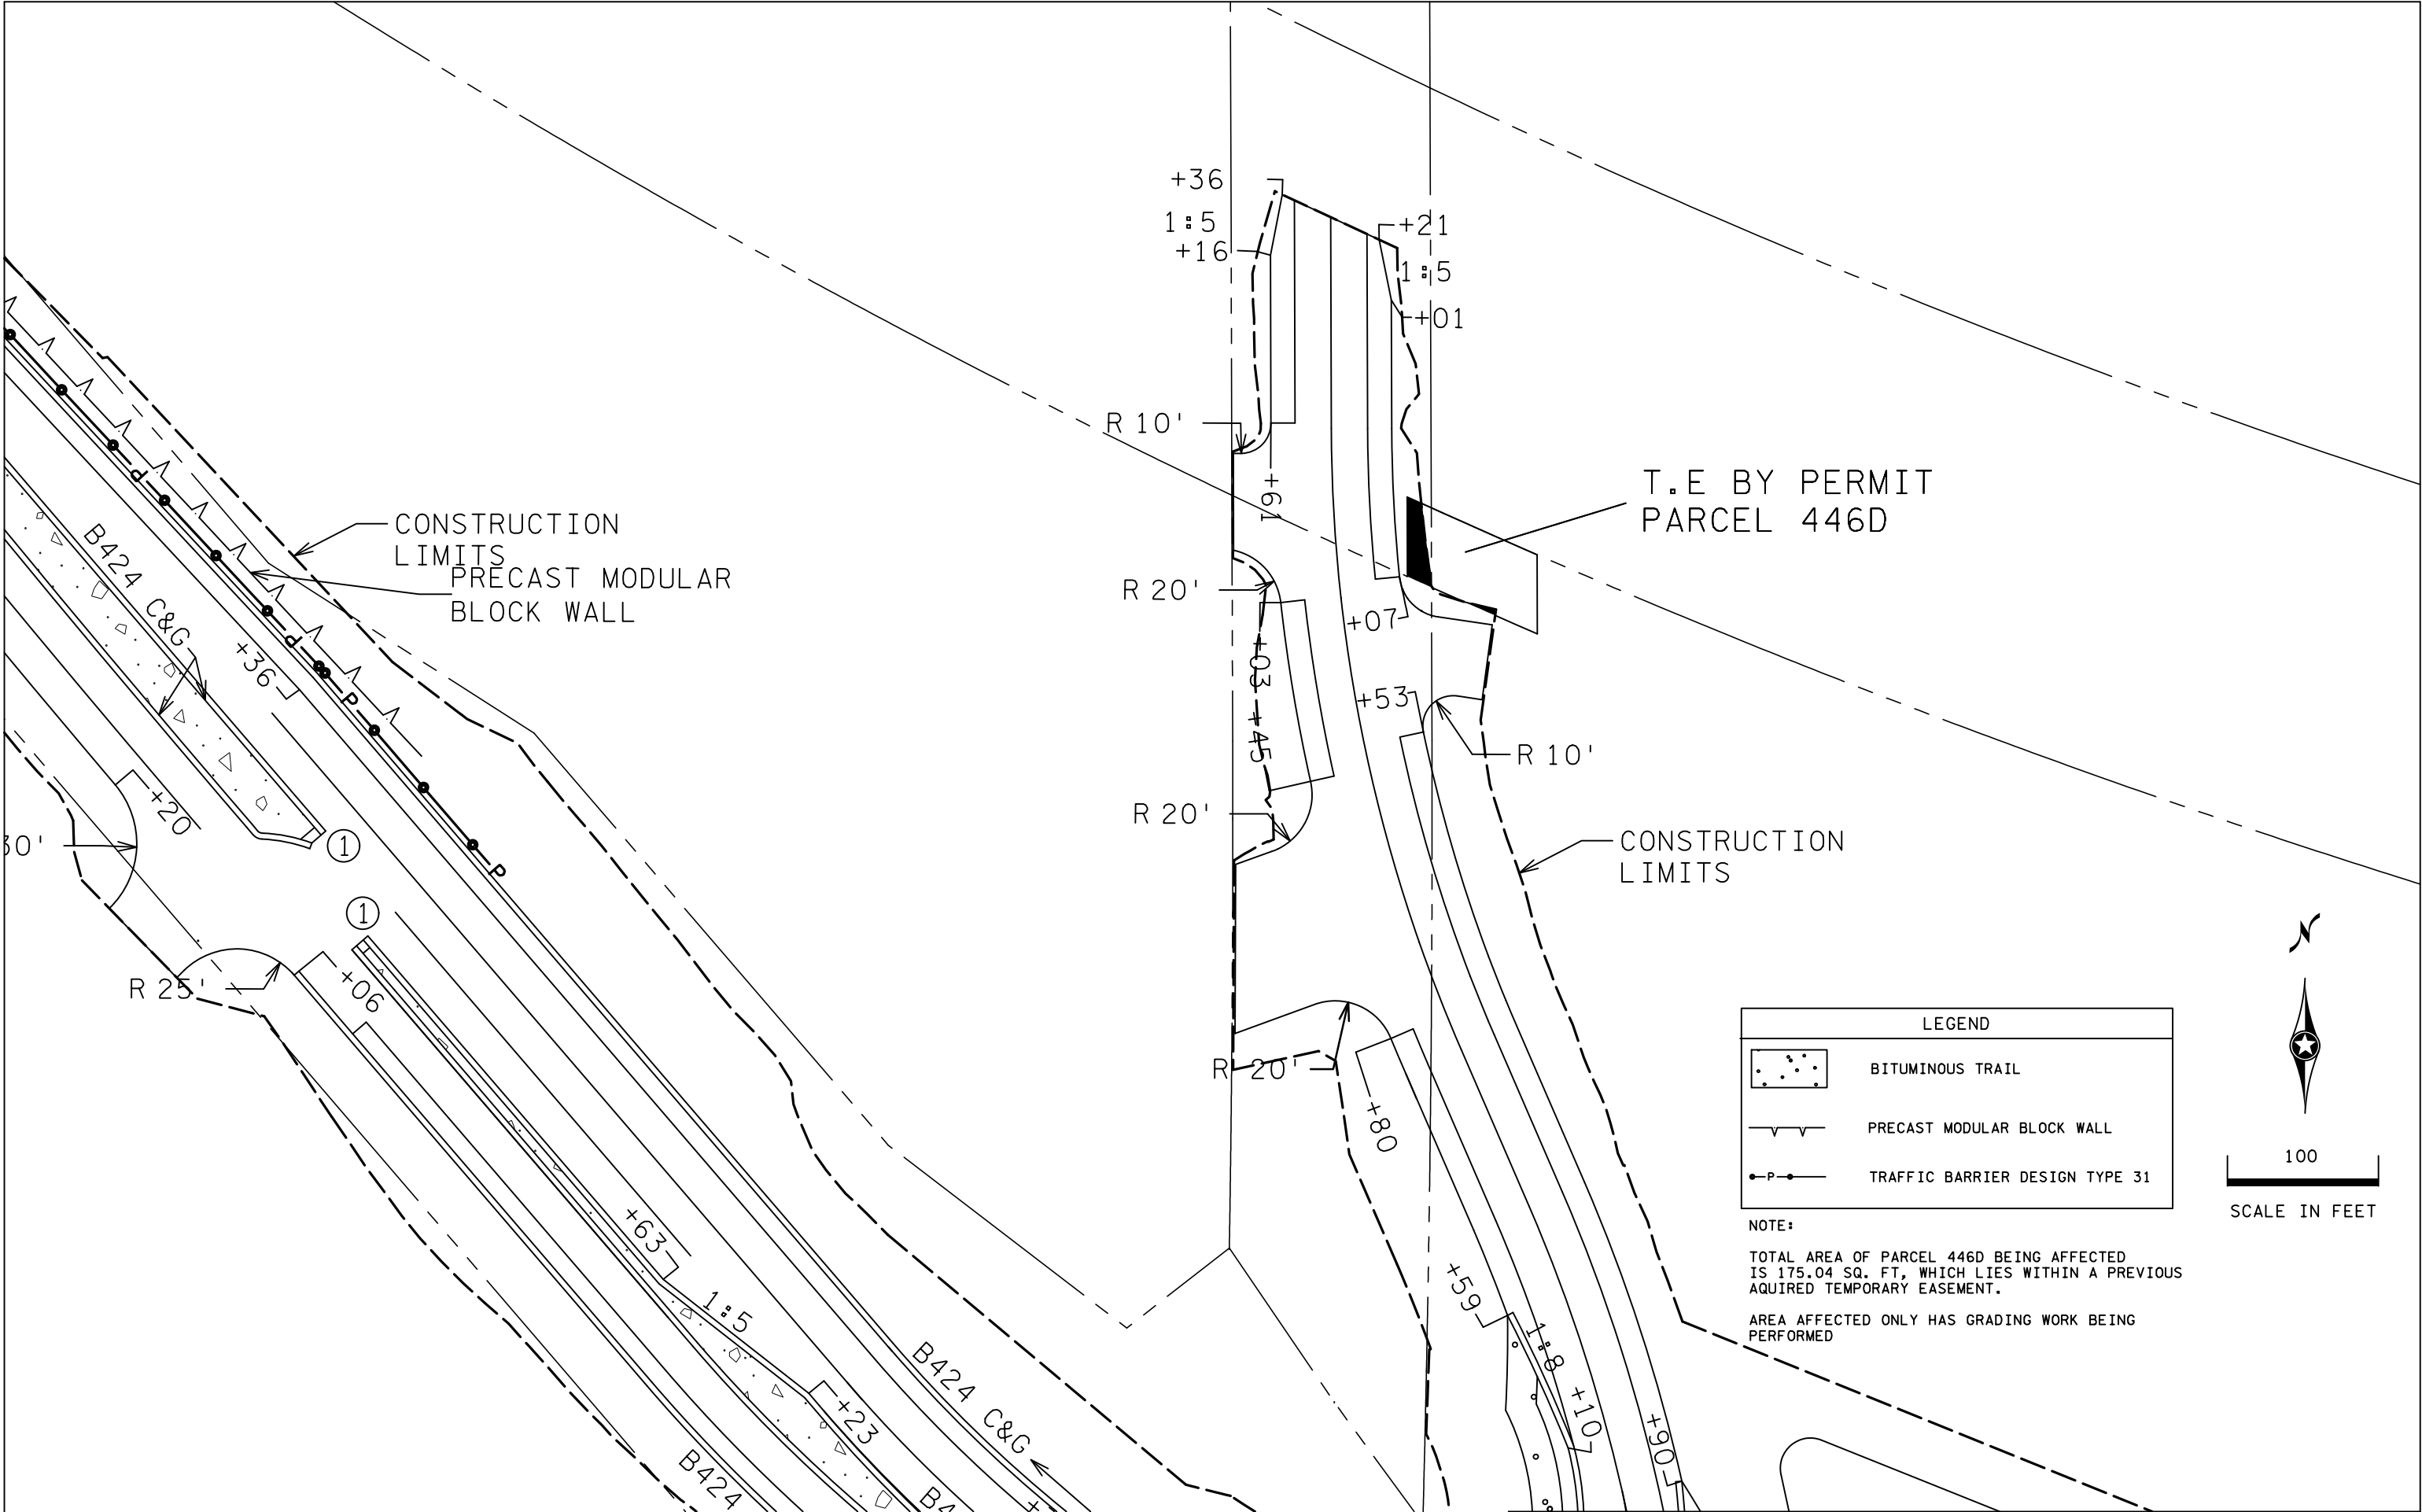 +36
1:5
+16
+21
1:5
+01
R 10'
+61
T.E BY PERMIT
PARCEL 446D
CONSTRUCTION
LIMITS
PRECAST MODULAR
BLOCK WALL
P
P
P
P
B424 C&G
+36
R 20'
+07
+03
+53
+45
R 10'
+20
R 20'
30'
1
1
CONSTRUCTION
LIMITS
R 25'
+06
R 20'
+80
N
LEGEND
BITUMINOUS TRAIL
PRECAST MODULAR BLOCK WALL
P
TRAFFIC BARRIER DESIGN TYPE 31
100
SCALE IN FEET
NOTE:
TOTAL AREA OF PARCEL 446D BEING AFFECTED
IS 175.04 SQ. FT, WHICH LIES WITHIN A PREVIOUS
AQUIRED TEMPORARY EASEMENT.
AREA AFFECTED ONLY HAS GRADING WORK BEING
PERFORMED
+63
1:5
+59
1:8
+10
+90
+23
B424 C&G
B424